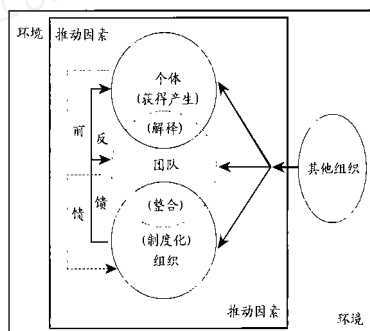 环境
推动因素
个体
(获得产生)
(解释)
前
反
团队
馈
馈
(整合)
(制度化)
组织
其他组织
推动因素
环境